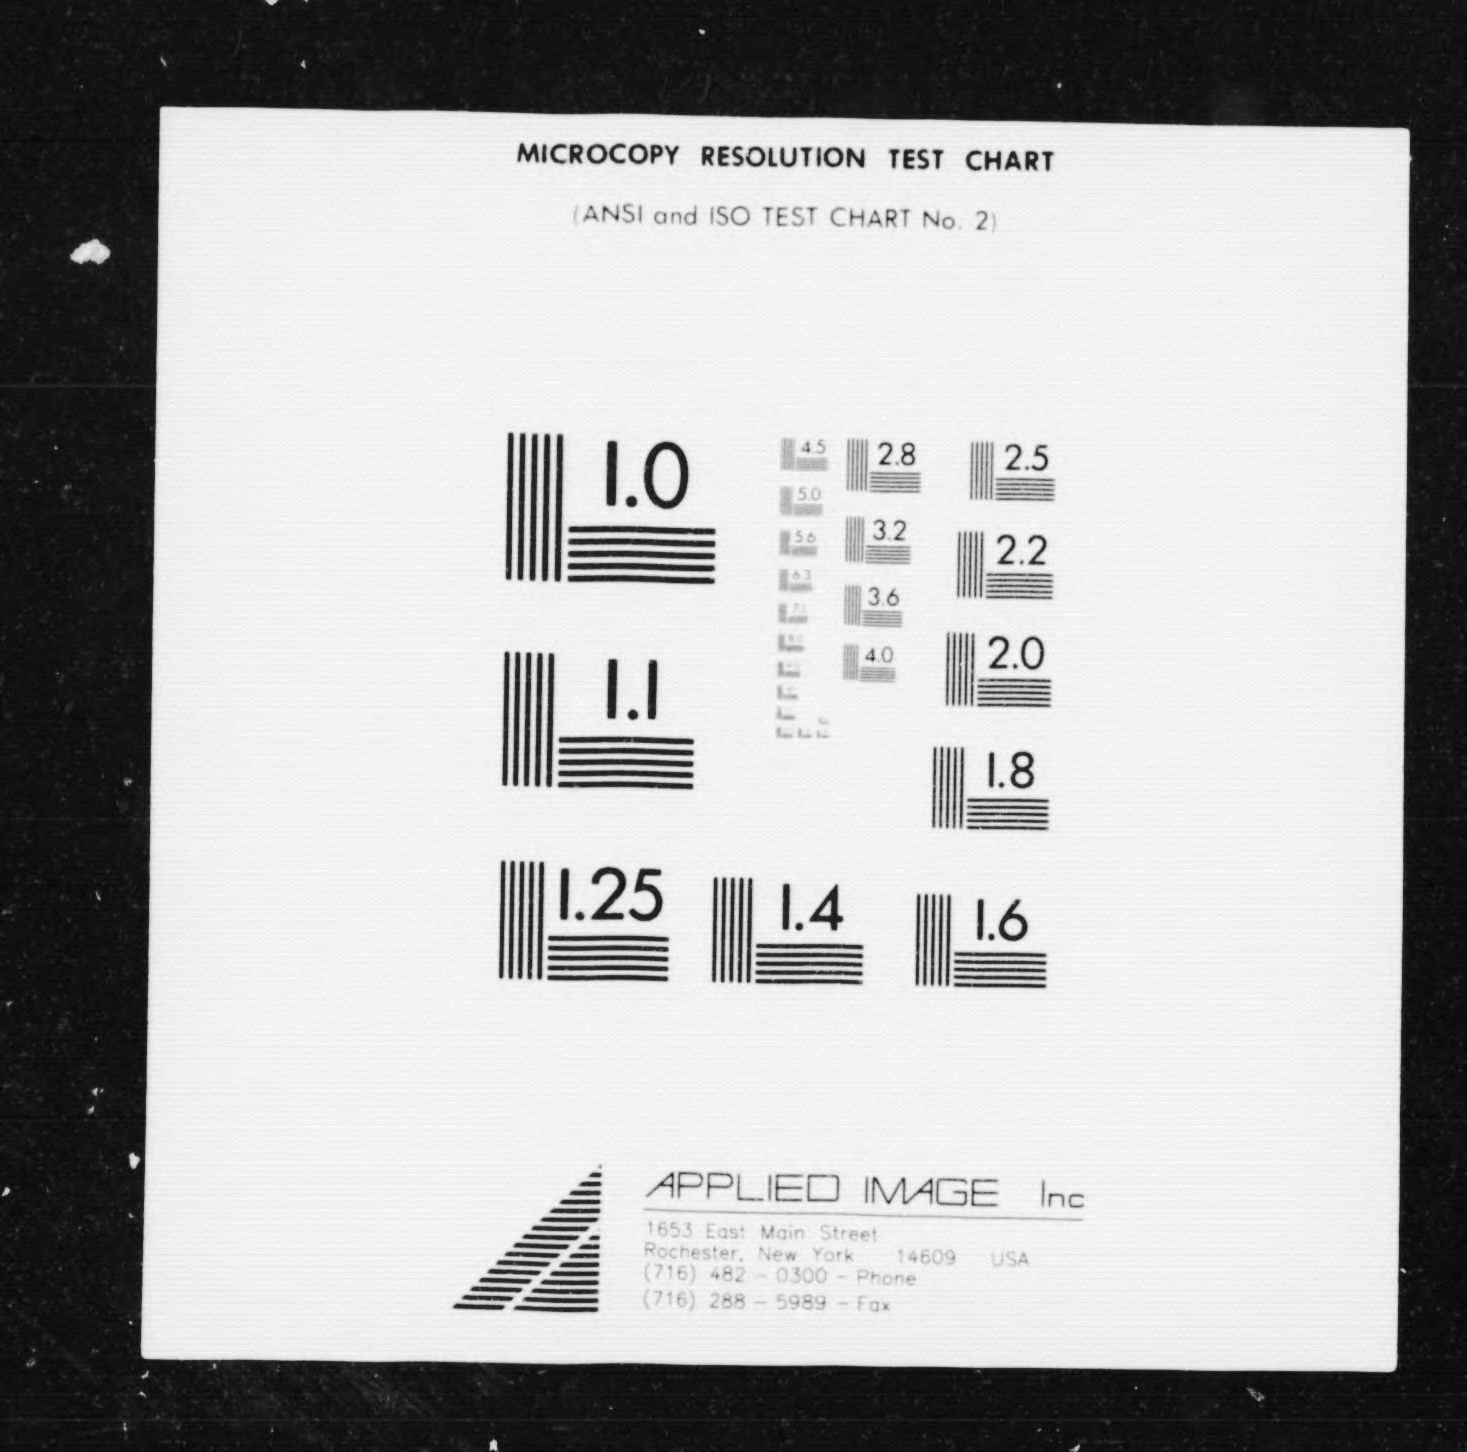 MICROCOPY RESOLUTION TEST CHART
(ANSI and ISO TEST CHART No. 2)
1.0
1.1
1.25
1.4
1.6
1.8
2.0
2.2
2.5
2.8
3.2
3.6
4.0
4.5
5.0
5.6
6.3
7.1
APPLIED IMAGE Inc
1653 East Main Street
Rochester, New York 14609 USA
(716) 482 - 0300 - Phone
(716) 288 - 5989 - Fax